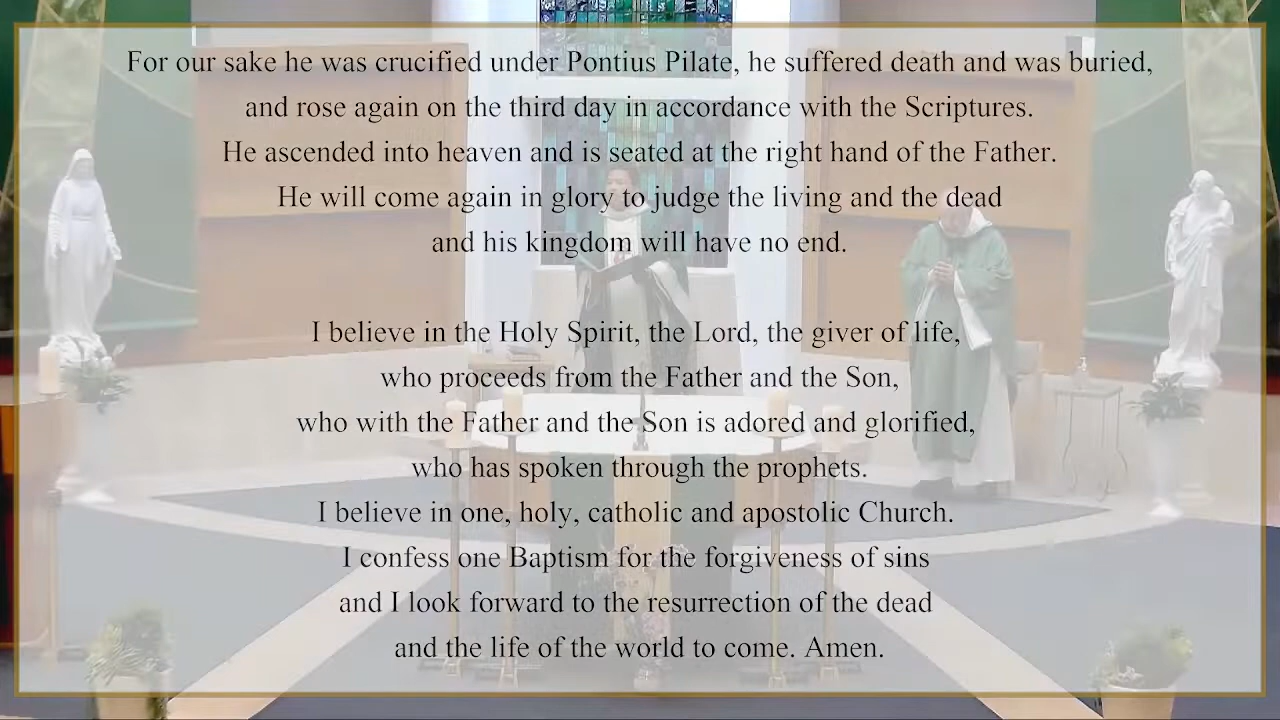 For our sake he was crucified under Pontius Pilate, he suffered death and was buried,
and rose again on the third day in accordance with the Scriptures.
He ascended into heaven and is seated at the right hand of the Father.
He will come again in glory to judge the living and the dead
and his kingdom will have no end.
I believe in the Holy Spirit, the Lord, the giver of life,
who proceeds from the Father and the Son,
who with the Father and the Son is adored and glorified,
who has spoken through the prophets.
I believe in one, holy, catholic and apostolic Church.
I confess one Baptism for the forgiveness of sins
and I look forward to the resurrection of the dead
and the life of the world to come. Amen.